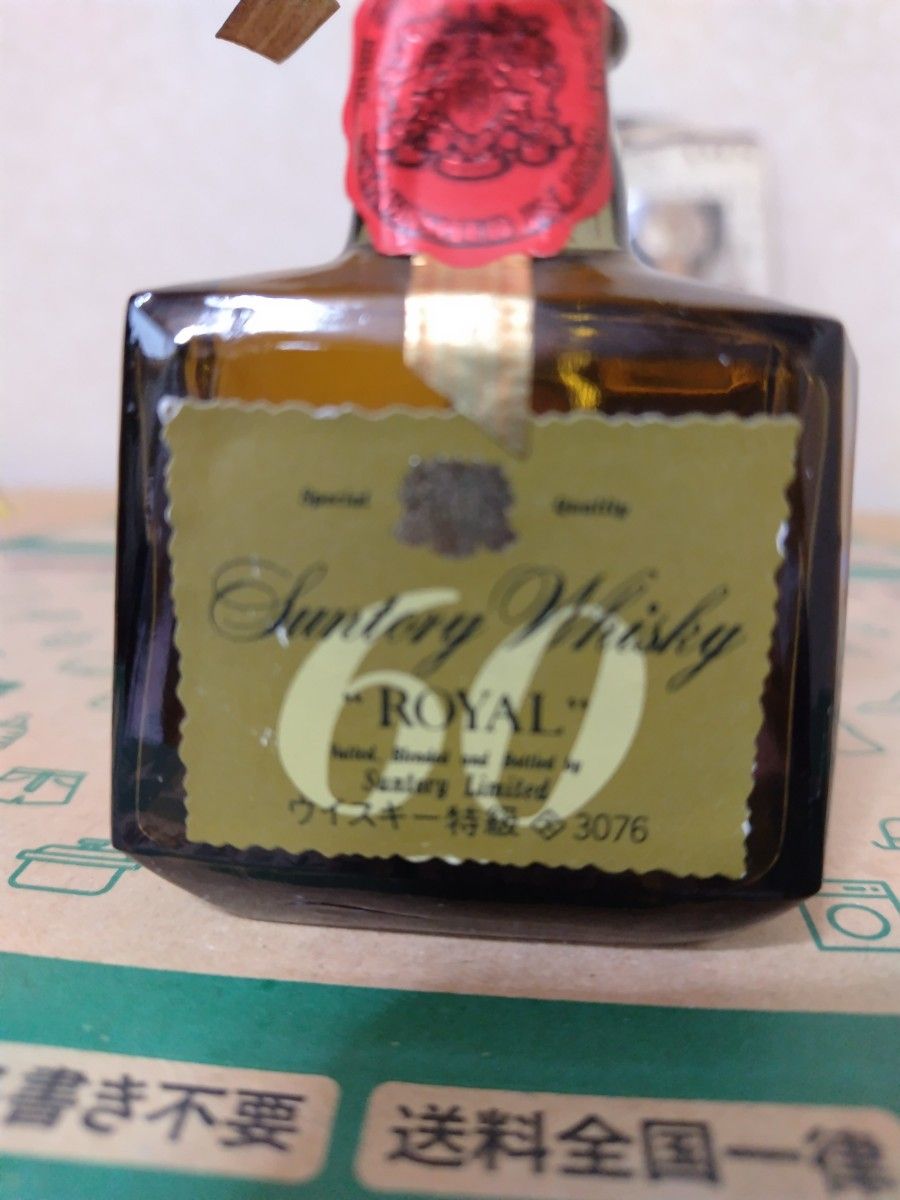 Special Quality
Suntory Whisky
60
"ROYAL"
Blended and Bottled by
Suntory Limited
ウイスキー特級 3076
書き不要
送料全国一律